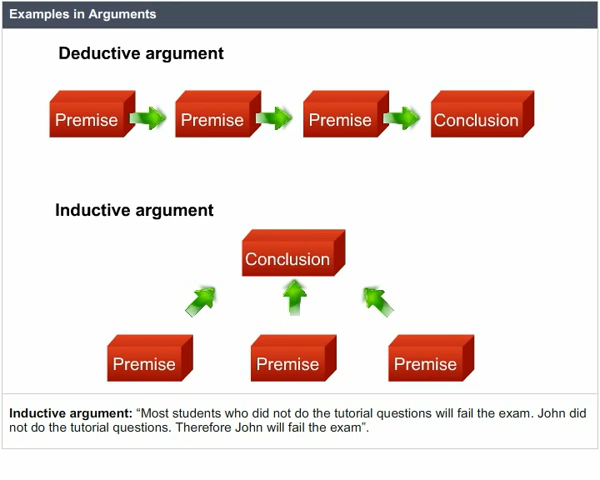 Examples in Arguments
Deductive argument
Premise Premise Premise Conclusion
Inductive argument
Conclusion
Premise Premise Premise
Inductive argument: “Most students who did not do the tutorial questions will fail the exam. John did
not do the tutorial questions. Therefore John will fail the exam”.